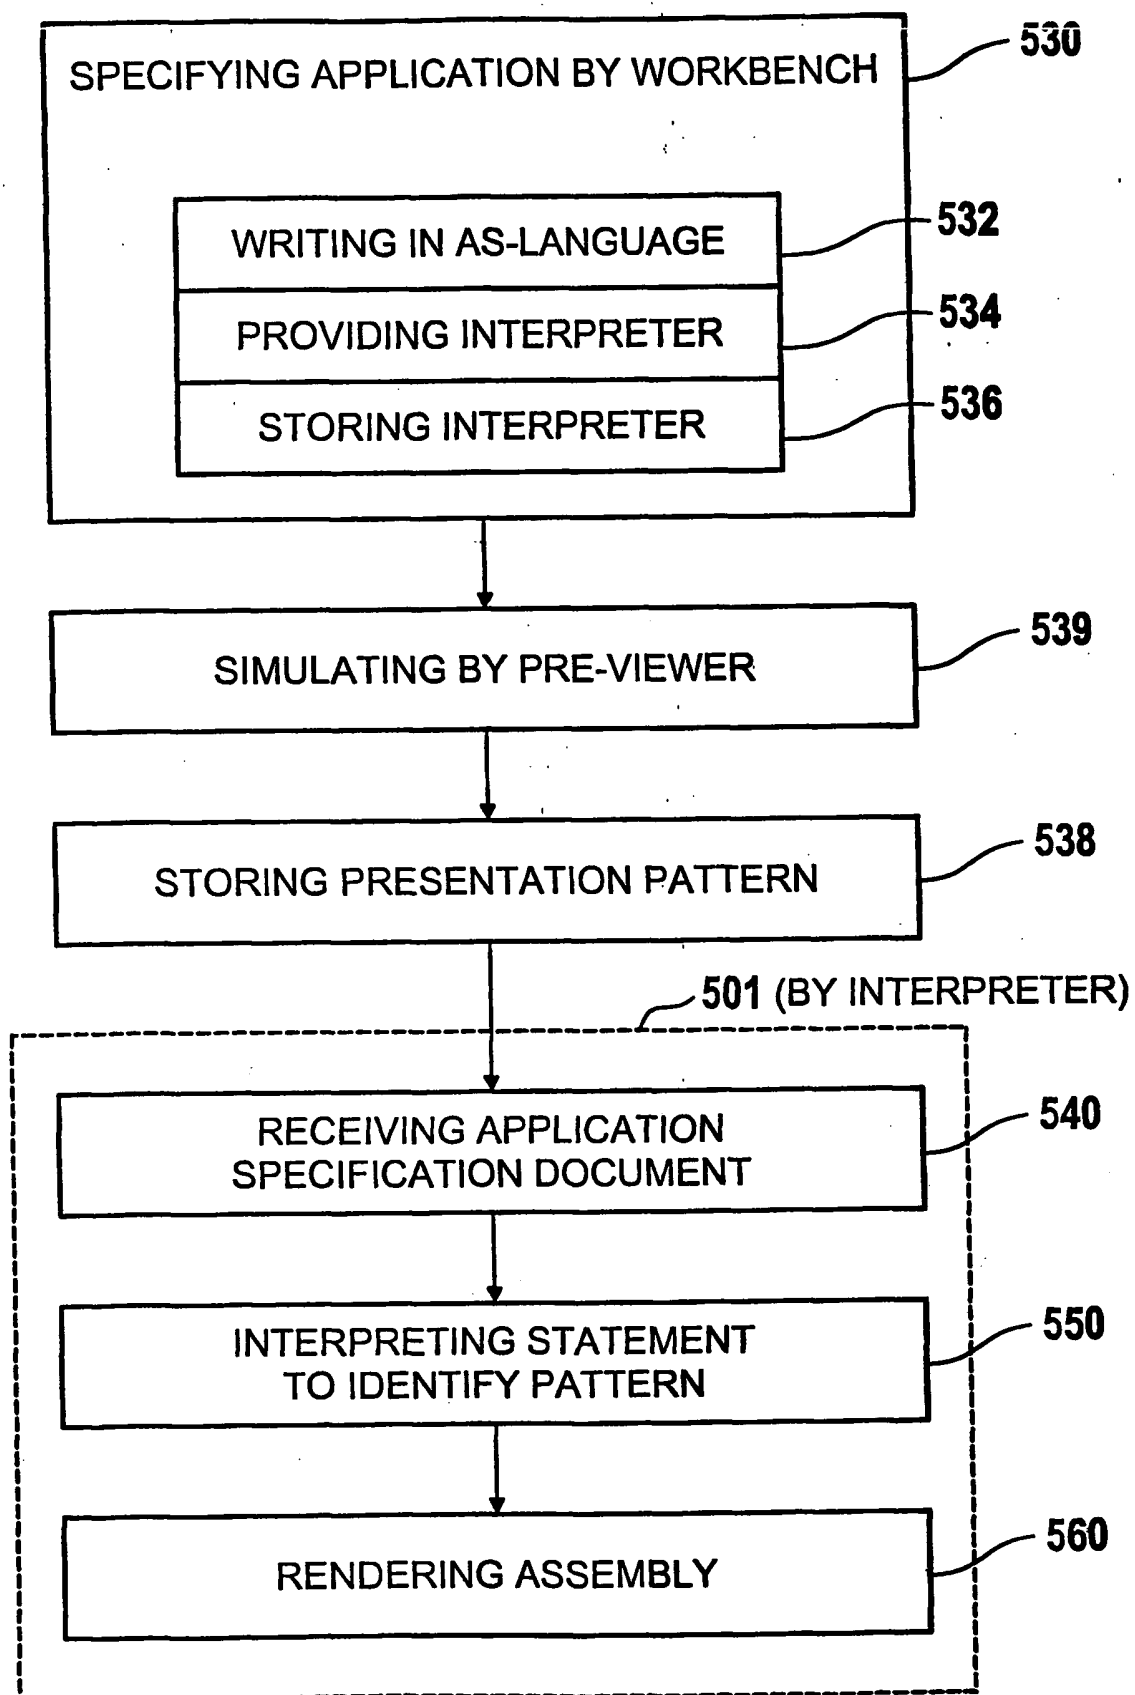 530
SPECIFYING APPLICATION BY WORKBENCH
532
WRITING IN AS-LANGUAGE
534
PROVIDING INTERPRETER
536
STORING INTERPRETER
539
SIMULATING BY PRE-VIEWER
538
STORING PRESENTATION PATTERN
501 (BY INTERPRETER)
540
RECEIVING APPLICATION
SPECIFICATION DOCUMENT
550
INTERPRETING STATEMENT
TO IDENTIFY PATTERN
560
RENDERING ASSEMBLY